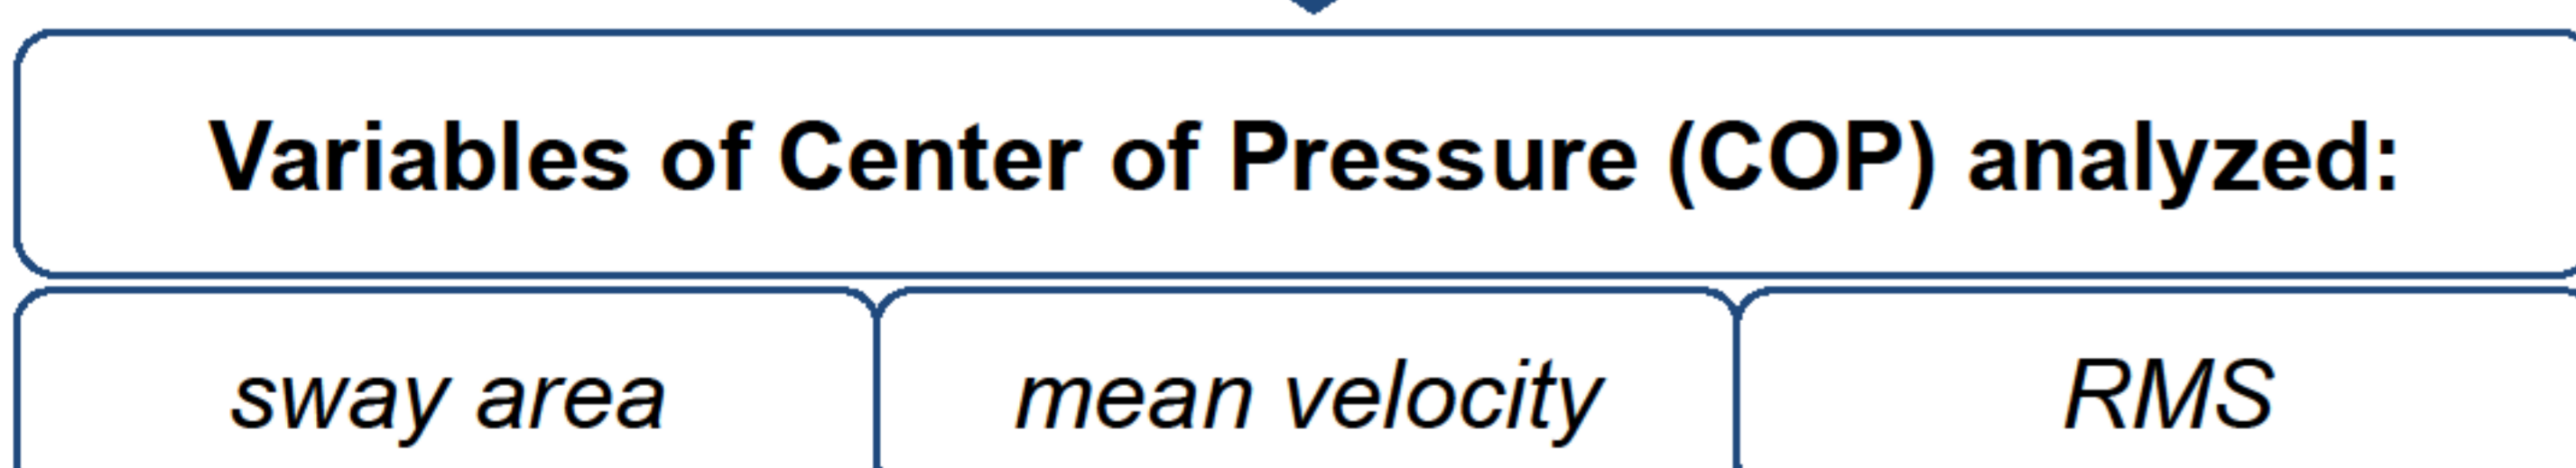 Variables of Center of Pressure (COP) analyzed:
sway area mean velocity RMS